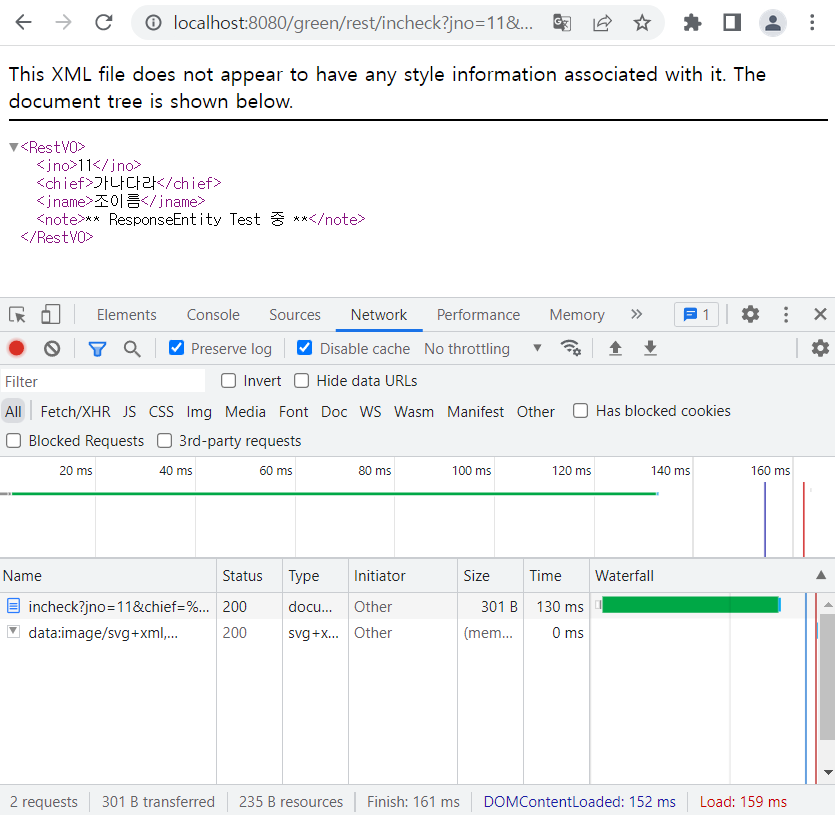 localhost:8080/green/rest/incheck?jno=11&...
This XML file does not appear to have any style information associated with it. The
document tree is shown below.
▼<RestVO>
<jno>11</jno>
<chief>가나다라</chief>
<jname>조이름</jname>
<note>** ResponseEntity Test 중 **</note>
</RestVO>
Elements Console Sources Network Performance Memory » 1
Preserve log Disable cache No throttling
Filter Invert Hide data URLs
All Fetch/XHR JS CSS Img Media Font Doc WS Wasm Manifest Other Has blocked cookies
Blocked Requests 3rd-party requests
20 ms 40 ms 60 ms 80 ms 100 ms 120 ms 140 ms 160 ms
Name Status Type Initiator Size Time Waterfall
incheck?jno=11&chief=%... 200 docu... Other 301 B 130 ms
data:image/svg+xml,... 200 svg+x... Other (mem... 0 ms
2 requests 301 B transferred 235 B resources Finish: 161 ms DOMContentLoaded: 152 ms Load: 159 ms